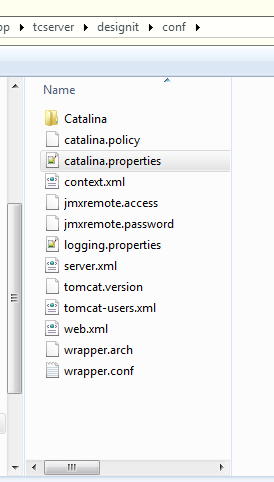 pp tcserver designit conf
Name
Catalina
catalina.policy
catalina.properties
context.xml
jmxremote.access
jmxremote.password
logging.properties
server.xml
tomcat.version
tomcat-users.xml
web.xml
wrapper.arch
wrapper.conf